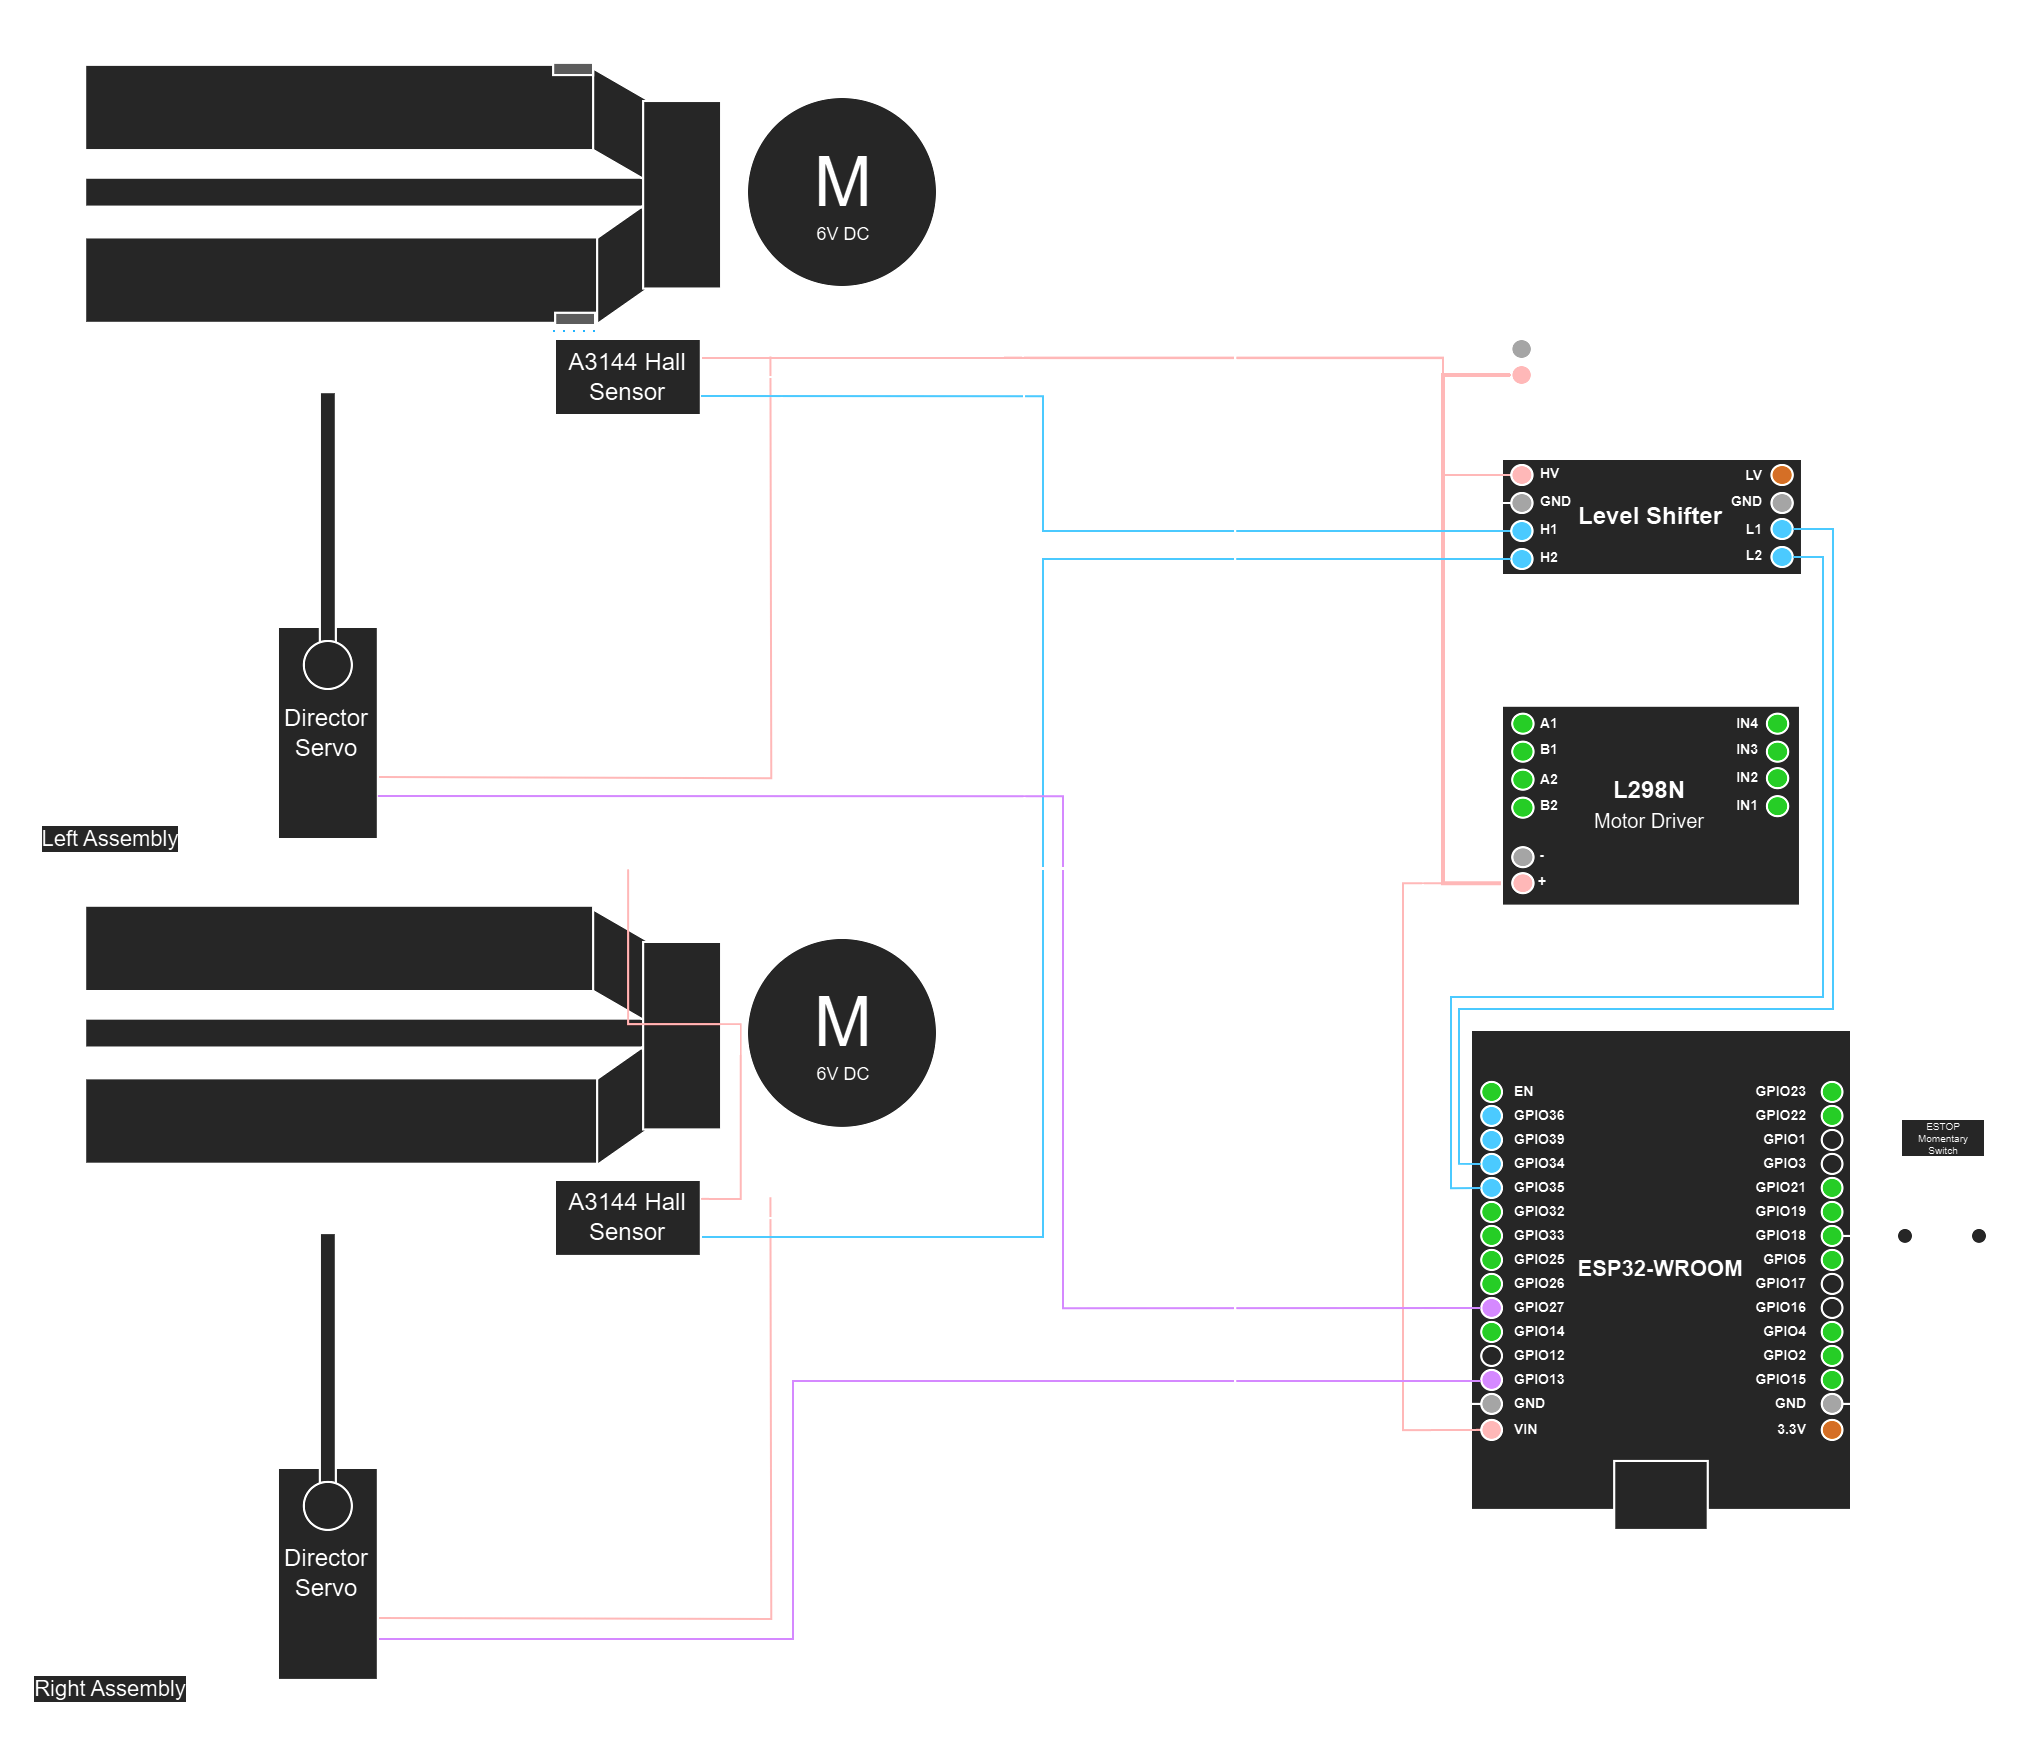 M
6V DC
A3144 Hall
Sensor
Director
Servo
Left Assembly
M
6V DC
A3144 Hall
Sensor
Director
Servo
Right Assembly
HV
GND
H1
H2
Level Shifter
LV
GND
L1
L2
A1
B1
A2
B2
-
+
L298N
Motor Driver
IN4
IN3
IN2
IN1
EN
GPIO36
GPIO39
GPIO34
GPIO35
GPIO32
GPIO33
GPIO25
GPIO26
GPIO27
GPIO14
GPIO12
GPIO13
GND
VIN
ESP32-WROOM
GPIO23
GPIO22
GPIO1
GPIO3
GPIO21
GPIO19
GPIO18
GPIO5
GPIO17
GPIO16
GPIO4
GPIO2
GPIO15
GND
3.3V
ESTOP
Momentary
Switch